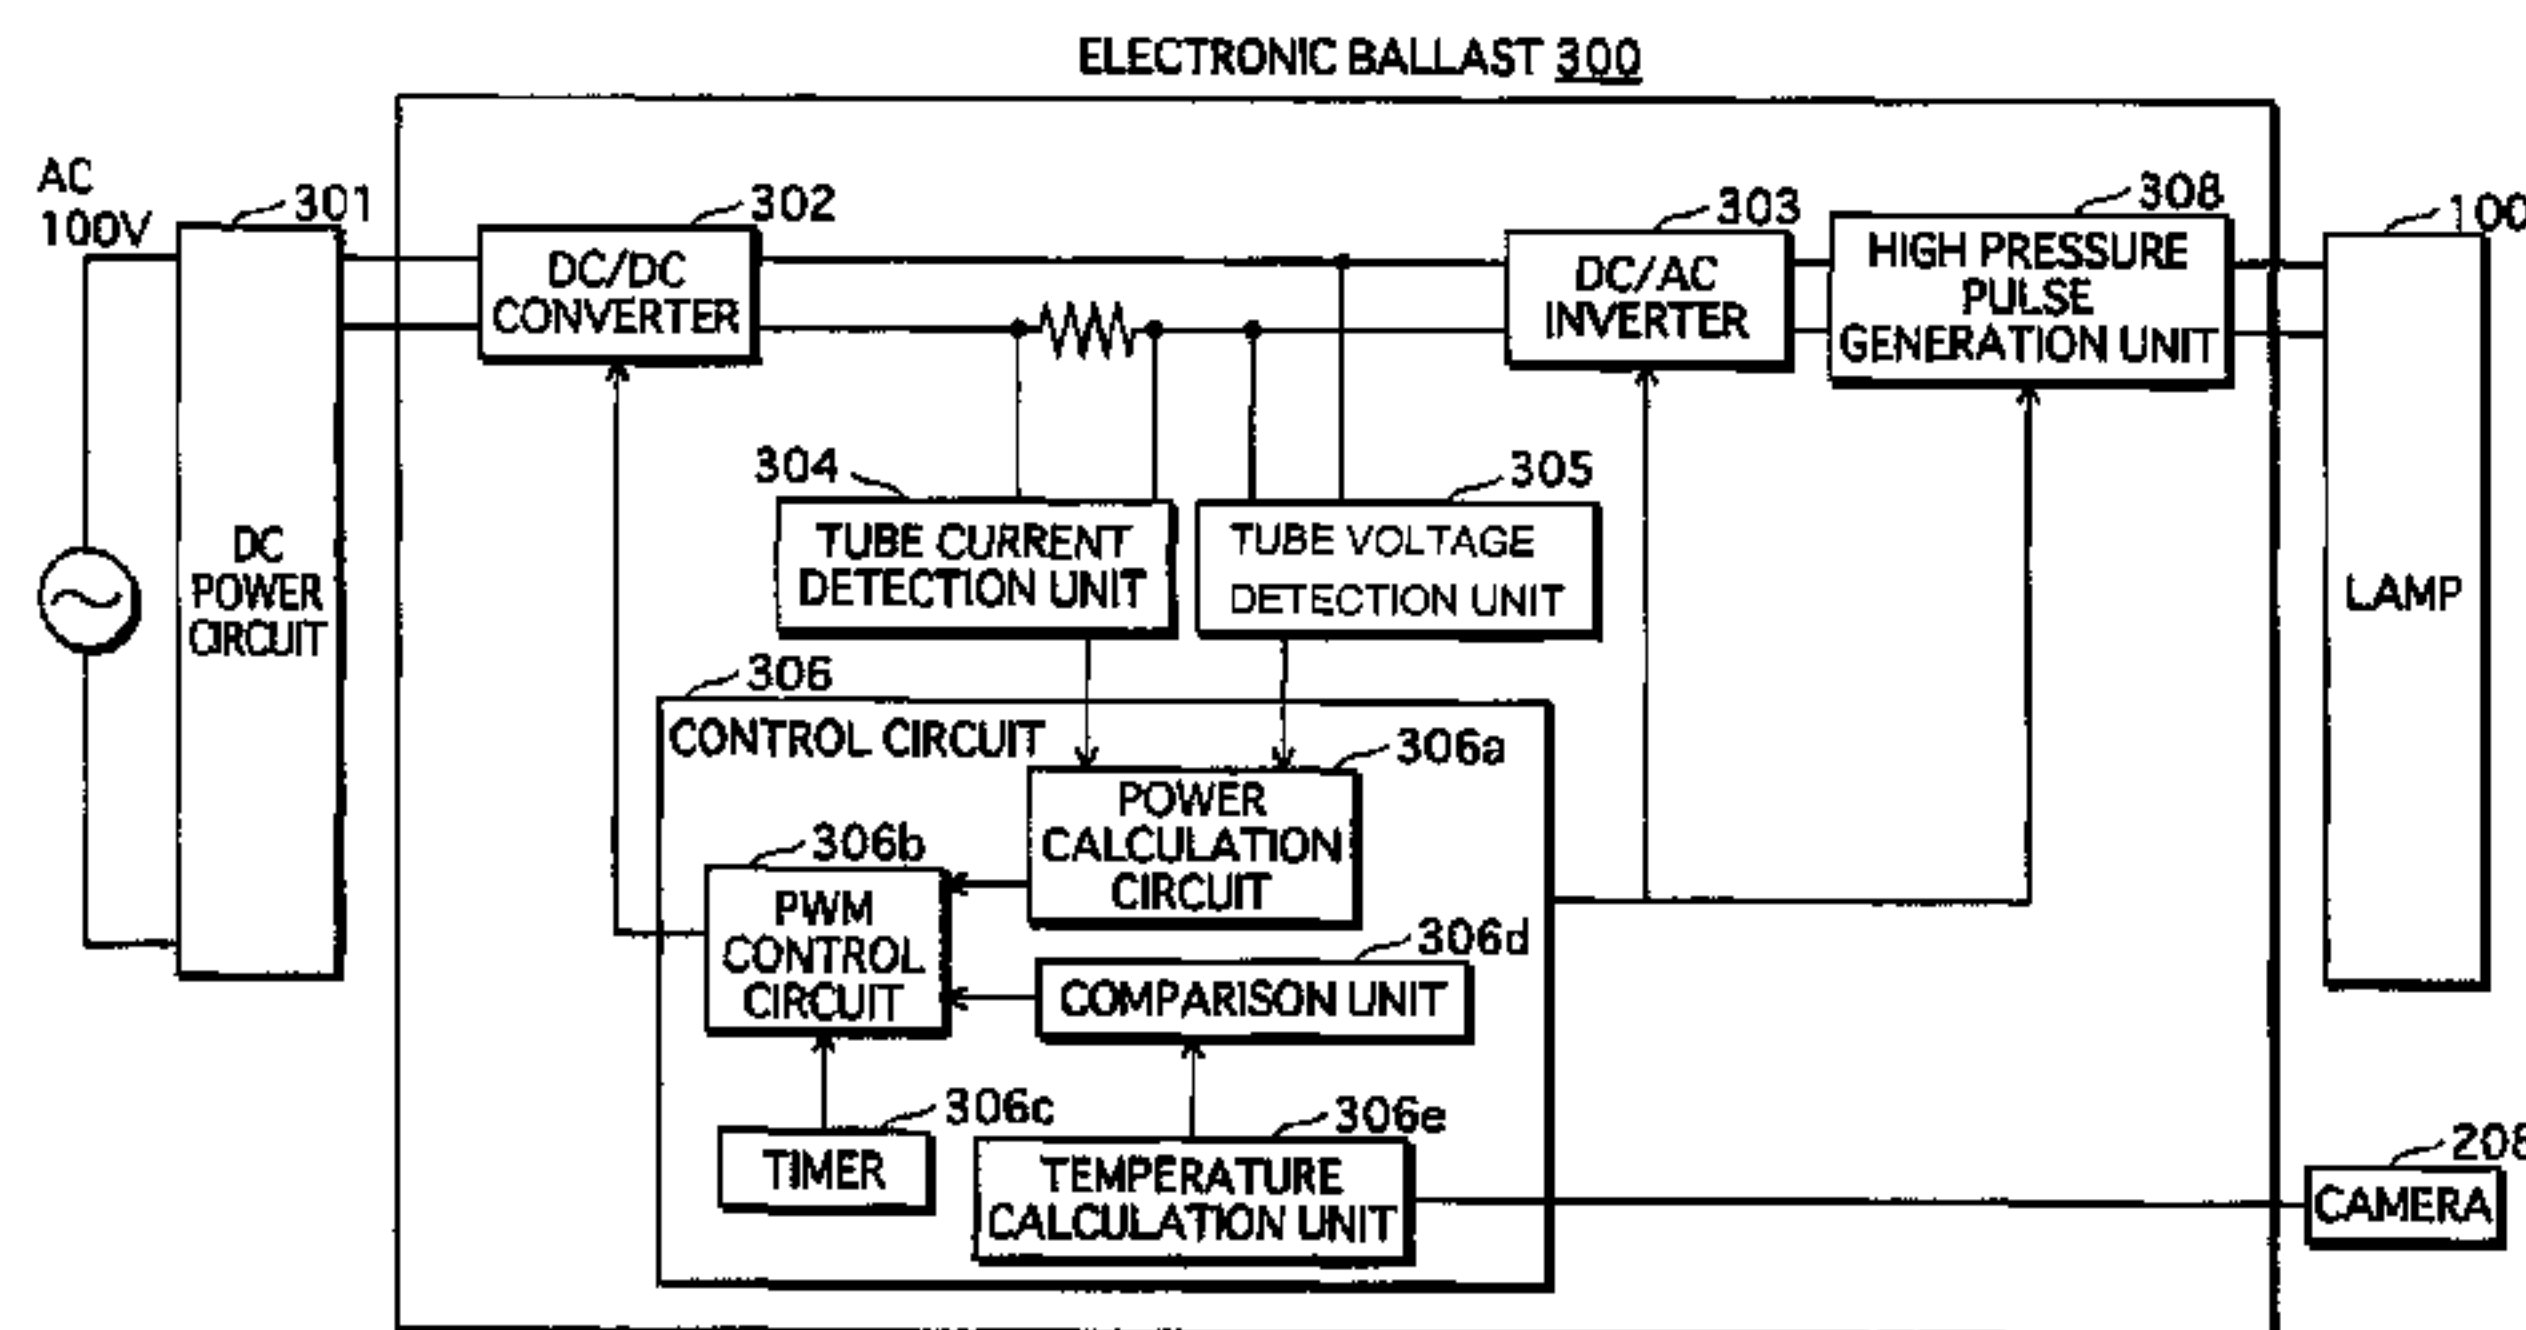 ELECTRONIC BALLAST 300
AC
100V
301
302
303
308
100
DC/DC
CONVERTER
DC/AC
INVERTER
HIGH PRESSURE
PULSE
GENERATION UNIT
304
305
DC
POWER
CIRCUIT
TUBE CURRENT
DETECTION UNIT
TUBE VOLTAGE
DETECTION UNIT
LAMP
306
CONTROL CIRCUIT
306a
POWER
CALCULATION
CIRCUIT
306b
PWM
CONTROL
CIRCUIT
306d
COMPARISON UNIT
306c
TIMER
306e
TEMPERATURE
CALCULATION UNIT
208
CAMERA